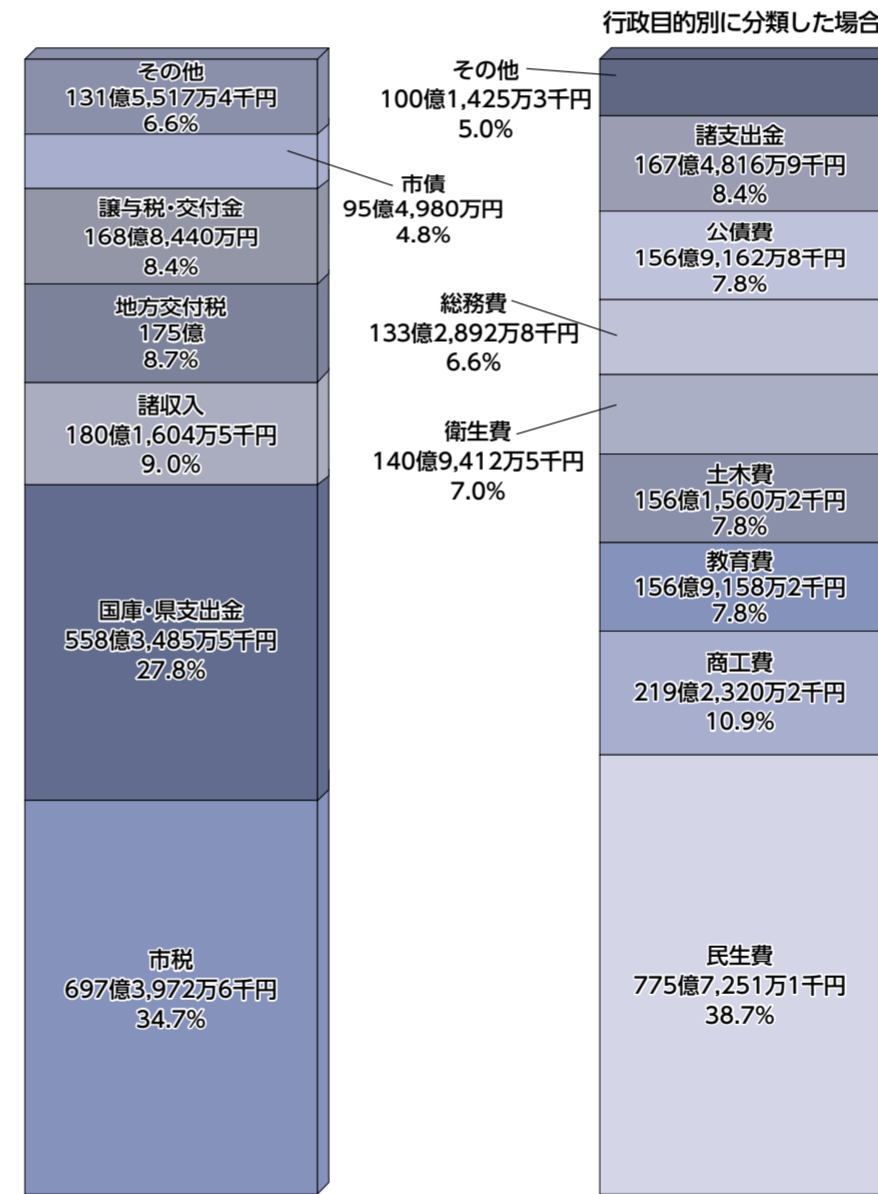 行政目的別に分類した場合
その他
131億5,517万4千円
6.6%
市債
95億4,980万円
4.8%
譲与税・交付金
168億8,440万円
8.4%
地方交付税
175億
8.7%
諸収入
180億1,604万5千円
9.0%
国庫・県支出金
558億3,485万5千円
27.8%
市税
697億3,972万6千円
34.7%
その他
100億1,425万3千円
5.0%
諸支出金
167億4,816万9千円
8.4%
公債費
156億9,162万8千円
7.8%
総務費
133億2,892万8千円
6.6%
衛生費
140億9,412万5千円
7.0%
土木費
156億1,560万2千円
7.8%
教育費
156億9,158万2千円
7.8%
商工費
219億2,320万2千円
10.9%
民生費
775億7,251万1千円
38.7%